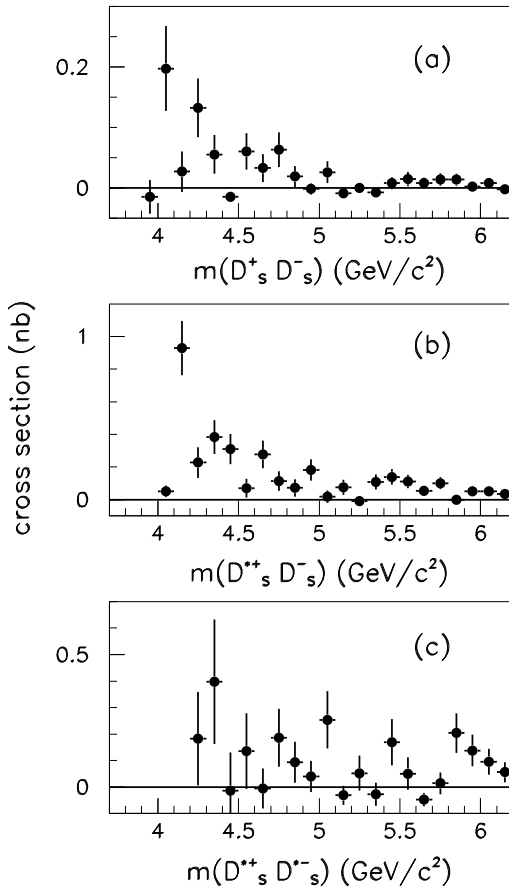 (a)
0.2
0
4 4.5 5 5.5 6
m(D⁺ₛ D⁻ₛ) (GeV/c²)
cross section (nb)
(b)
1
0
4 4.5 5 5.5 6
m(D*⁺ₛ D⁻ₛ) (GeV/c²)
(c)
0.5
0
4 4.5 5 5.5 6
m(D*⁺ₛ D*⁻ₛ) (GeV/c²)